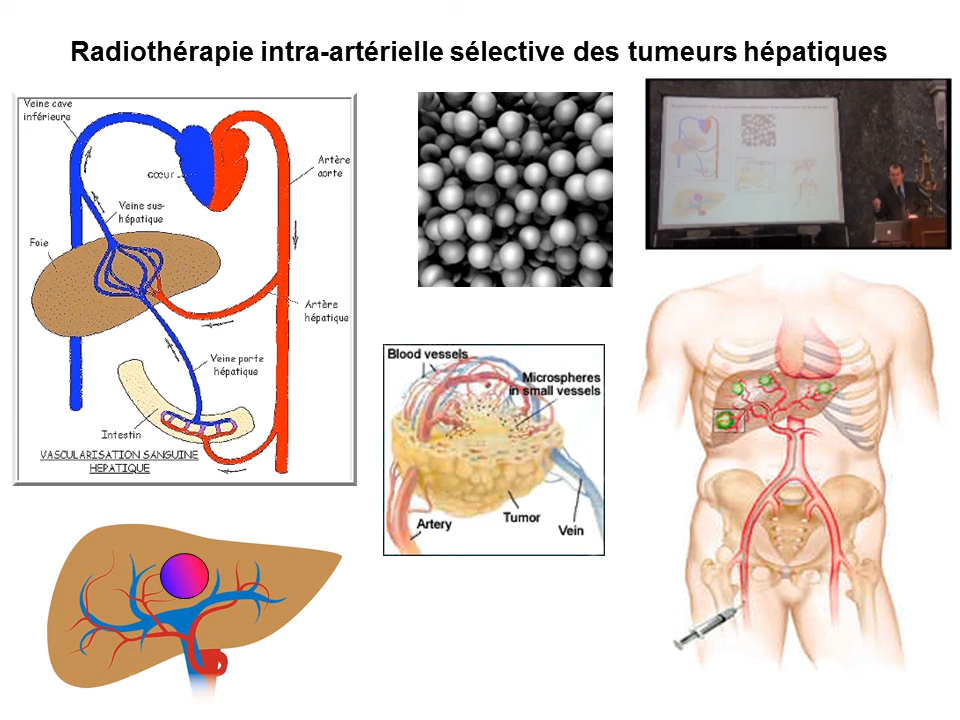 Radiothérapie intra-artérielle sélective des tumeurs hépatiques
Veine cave
inférieure
cœur
Artère
aorte
Veine sus-
hépatique
Foie
Artère
hépatique
Veine porte
hépatique
Intestin
VASCULARISATION SANGUINE
HEPATIQUE
Blood vessels
Microspheres
in small vessels
Artery
Tumor
Vein